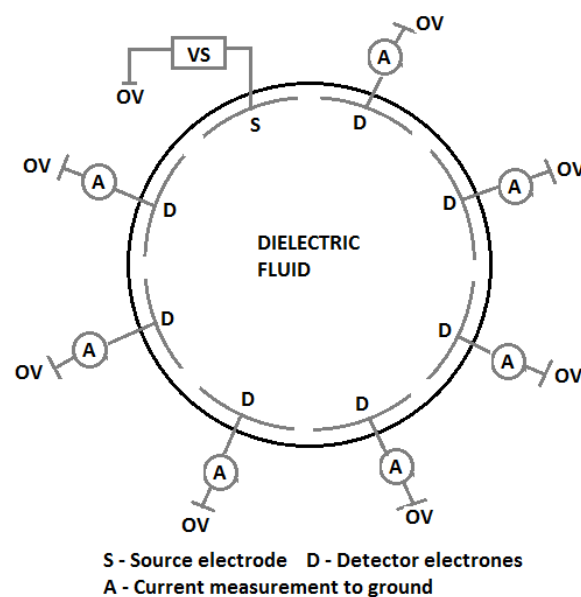 OV
VS
A
OV
S
D
OV
A
D
D
A
OV
DIELECTRIC
FLUID
OV
A
D
D
A
OV
D
D
A
A
OV
OV
S - Source electrode D - Detector electrones
A - Current measurement to ground